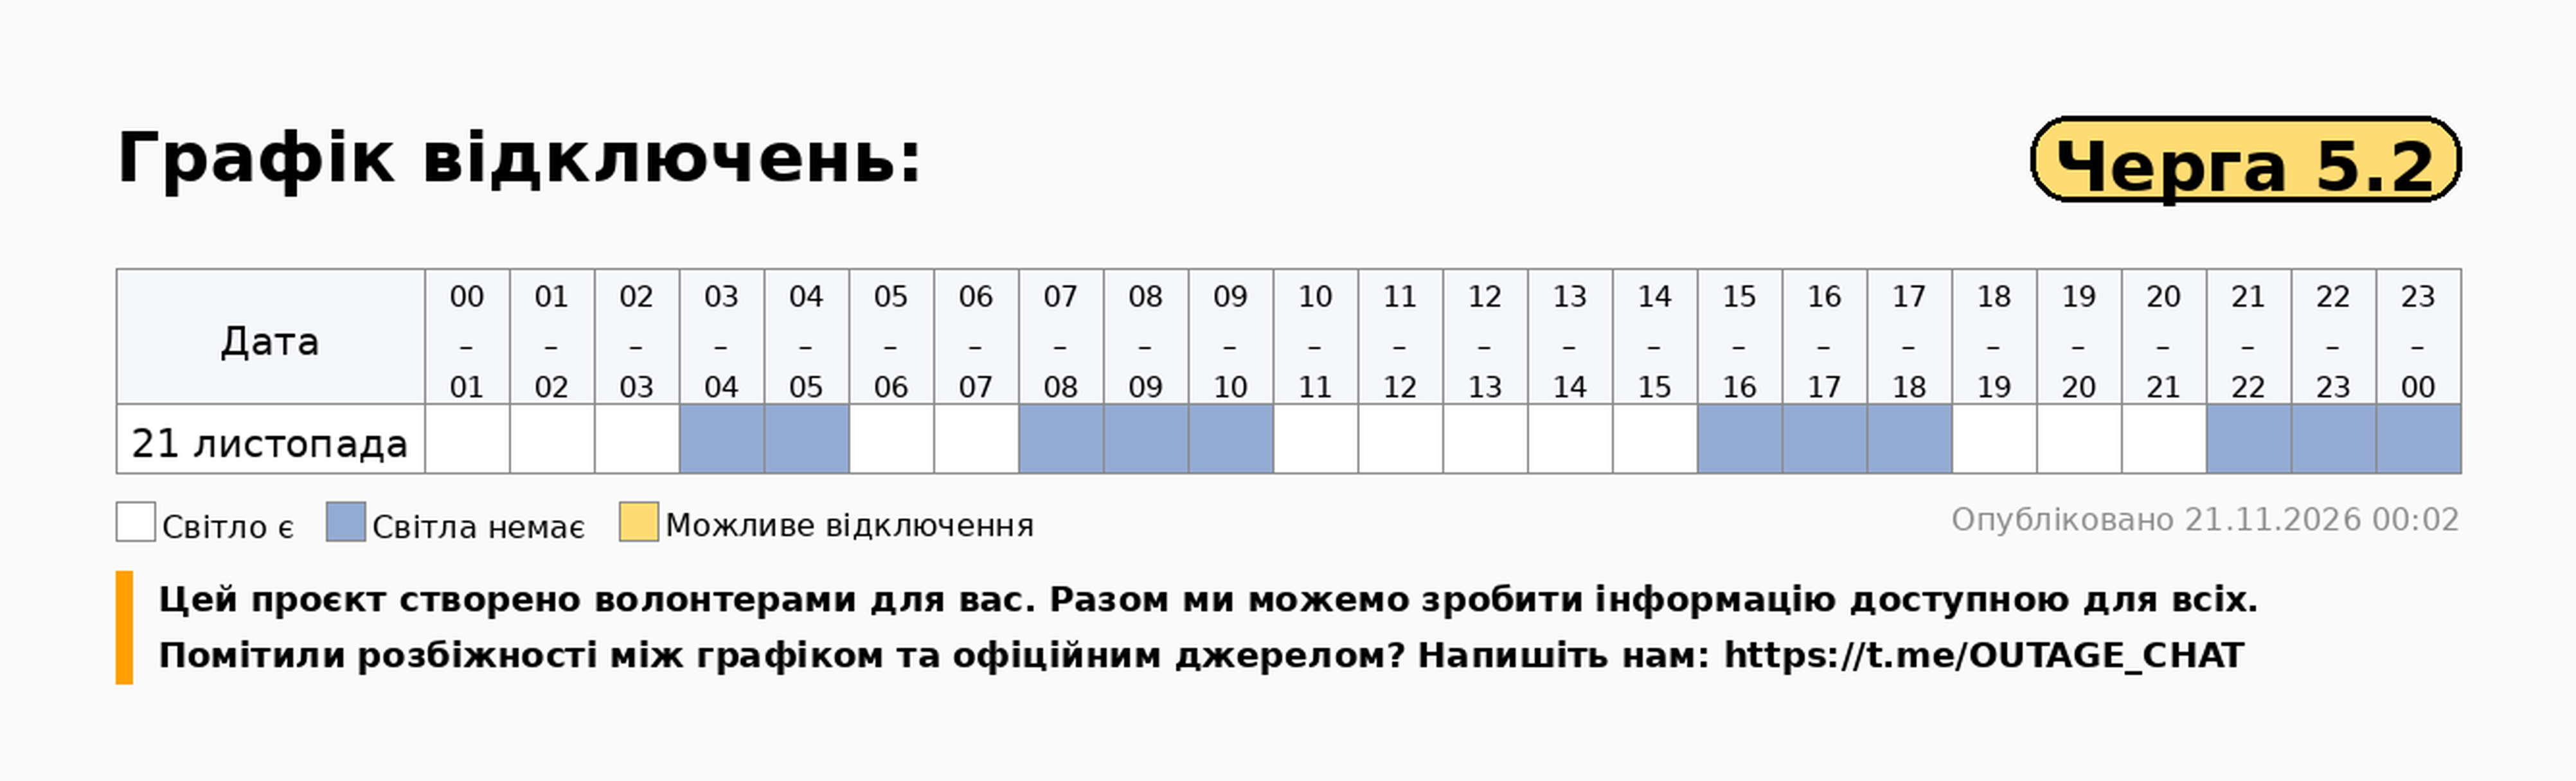 Графік відключень:
Черга 5.2
Дата 00 – 01 01 – 02 02 – 03 03 – 04 04 – 05 05 – 06 06 – 07 07 – 08 08 – 09 09 – 10 10 – 11 11 – 12 12 – 13 13 – 14 14 – 15 15 – 16 16 – 17 17 – 18 18 – 19 19 – 20 20 – 21 21 – 22 22 – 23 23 – 00
21 листопада
Світло є Світла немає Можливе відключення
Опубліковано 21.11.2026 00:02
Цей проєкт створено волонтерами для вас. Разом ми можемо зробити інформацію доступною для всіх.
Помітили розбіжності між графіком та офіційним джерелом? Напишіть нам: https://t.me/OUTAGE_CHAT